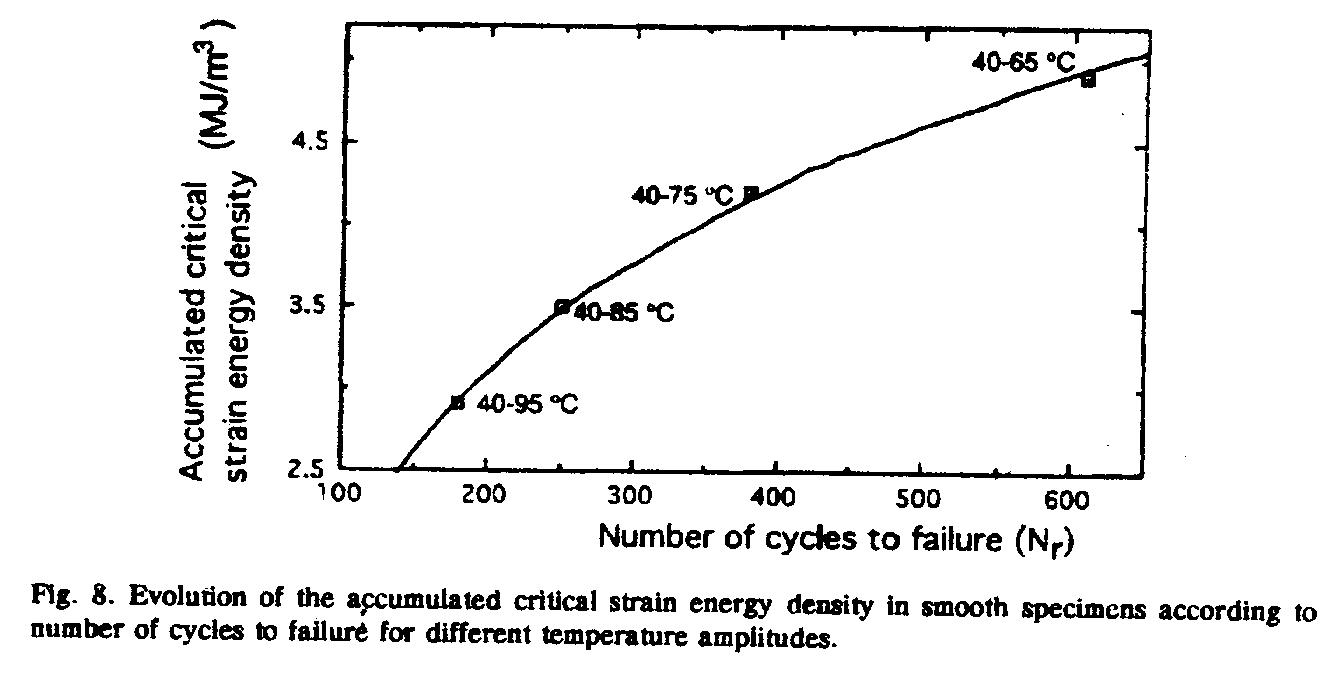 Accumulated critical
strain energy density (MJ/m³)
4.5
3.5
2.5
40-65 °C
40-75 °C
40-85 °C
40-95 °C
100 200 300 400 500 600
Number of cycles to failure (Nr)
Fig. 8. Evolution of the accumulated critical strain energy density in smooth specimens according to
number of cycles to failure for different temperature amplitudes.